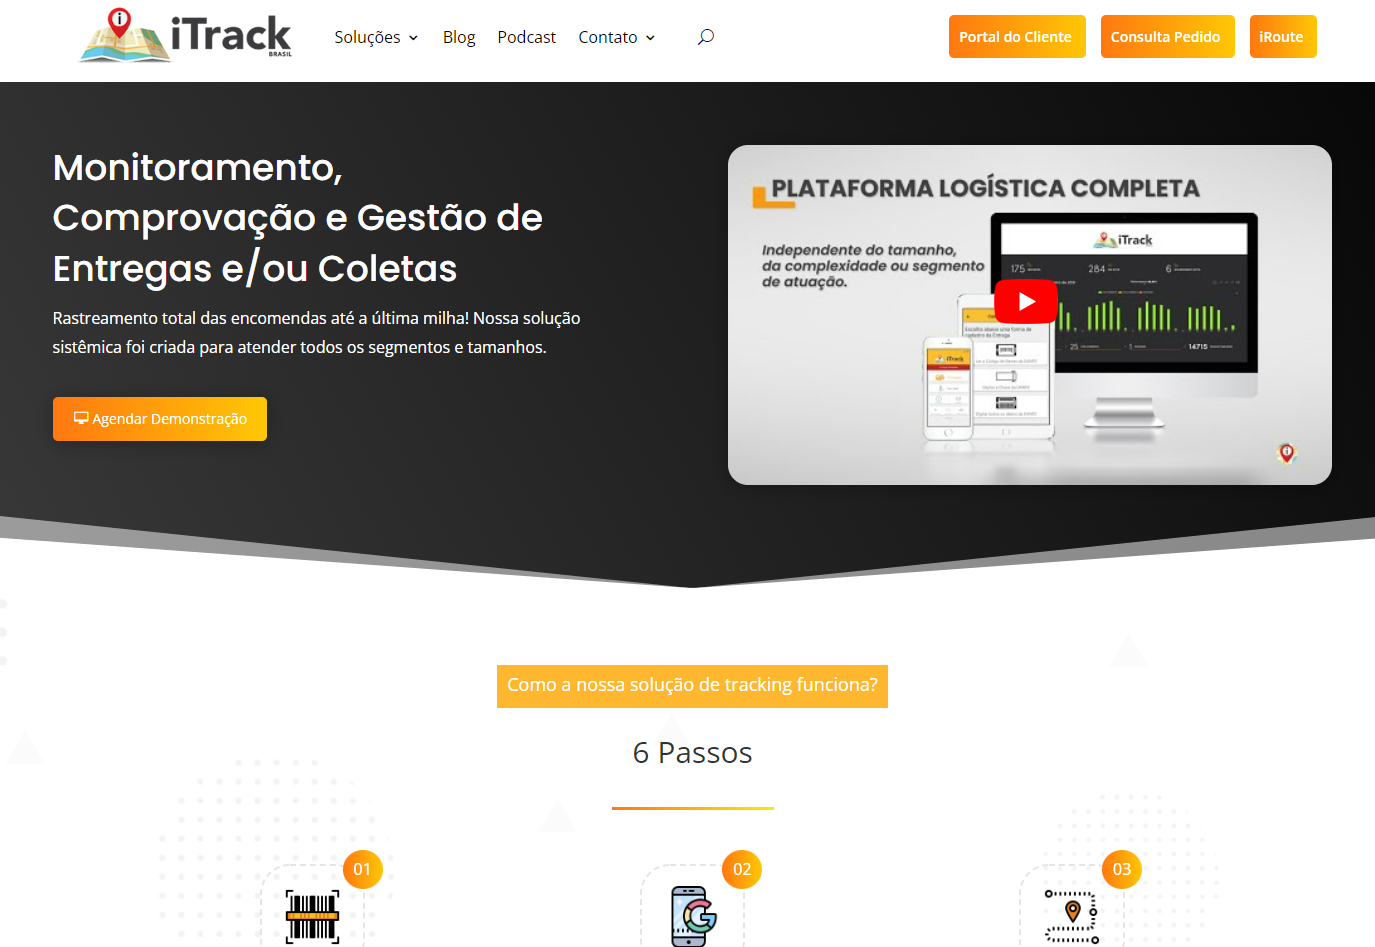 iTrack
BRASIL
Soluções
Blog
Podcast
Contato
Portal do Cliente
Consulta Pedido
iRoute
Monitoramento,
Comprovação e Gestão de
Entregas e/ou Coletas
Rastreamento total das encomendas até a última milha! Nossa solução
sistêmica foi criada para atender todos os segmentos e tamanhos.
Agendar Demonstração
PLATAFORMA LOGÍSTICA COMPLETA
Independente do tamanho,
da complexidade ou segmento
de atuação.
iTrack
175
284
6
25
1
14715
iTrack
Como a nossa solução de tracking funciona?
6 Passos
01
02
03